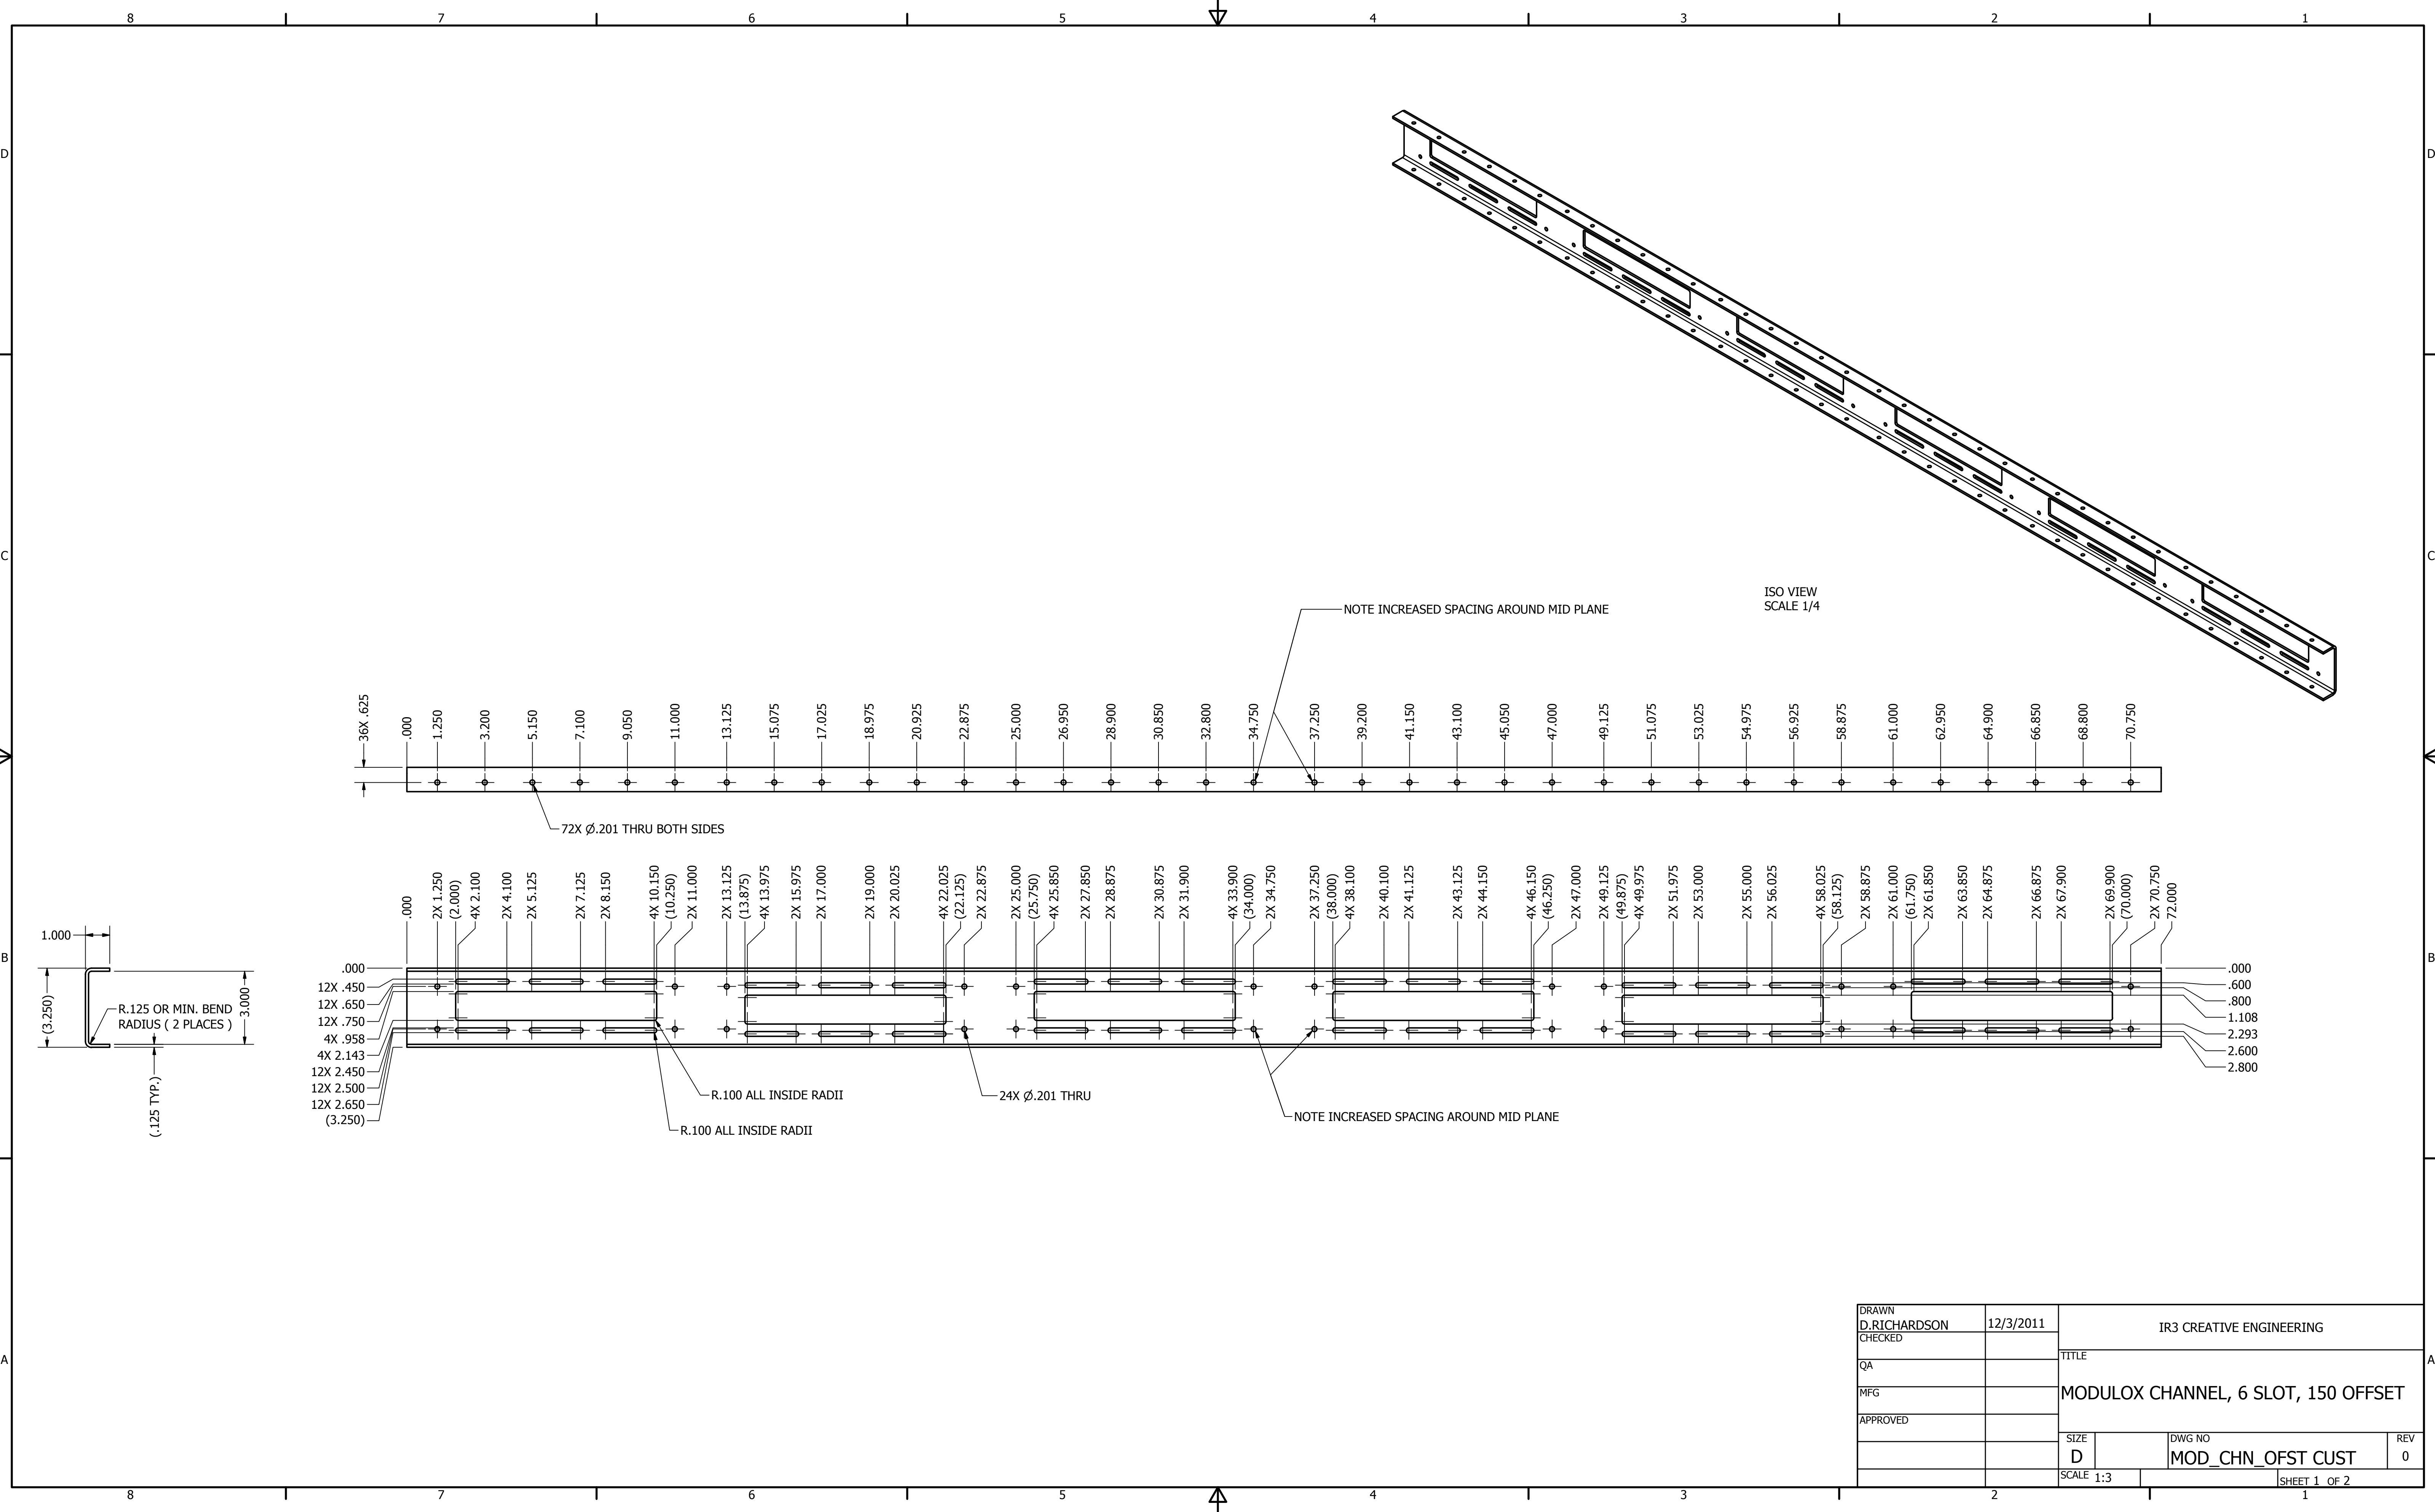 8 7 6 5 4 3 2 1
D D
C C
B B
A A
ISO VIEW
SCALE 1/4
NOTE INCREASED SPACING AROUND MID PLANE
36X .625
.000
1.250
3.200
5.150
7.100
9.050
11.000
13.125
15.075
17.025
18.975
20.925
22.875
25.000
26.950
28.900
30.850
32.800
34.750
37.250
39.200
41.150
43.100
45.050
47.000
49.125
51.075
53.025
54.975
56.925
58.875
61.000
62.950
64.900
66.850
68.800
70.750
72X Ø.201 THRU BOTH SIDES
.000
2X 1.250
(2.000)
4X 2.100
2X 4.100
2X 5.125
2X 7.125
2X 8.150
4X 10.150
(10.250)
2X 11.000
2X 13.125
(13.875)
4X 13.975
2X 15.975
2X 17.000
2X 19.000
2X 20.025
4X 22.025
(22.125)
2X 22.875
2X 25.000
(25.750)
4X 25.850
2X 27.850
2X 28.875
2X 30.875
2X 31.900
4X 33.900
(34.000)
2X 34.750
2X 37.250
(38.000)
4X 38.100
2X 40.100
2X 41.125
2X 43.125
2X 44.150
4X 46.150
(46.250)
2X 47.000
2X 49.125
(49.875)
4X 49.975
2X 51.975
2X 53.000
2X 55.000
2X 56.025
4X 58.025
(58.125)
2X 58.875
2X 61.000
(61.750)
2X 61.850
2X 63.850
2X 64.875
2X 66.875
2X 67.900
2X 69.900
(70.000)
2X 70.750
72.000
1.000
(3.250)
R.125 OR MIN. BEND
RADIUS ( 2 PLACES )
3.000
(.125 TYP.)
.000
12X .450
12X .650
12X .750
4X .958
4X 2.143
12X 2.450
12X 2.500
12X 2.650
(3.250)
.000
.600
.800
1.108
2.293
2.600
2.800
R.100 ALL INSIDE RADII
R.100 ALL INSIDE RADII
24X Ø.201 THRU
NOTE INCREASED SPACING AROUND MID PLANE
DRAWN
D.RICHARDSON 12/3/2011
CHECKED
QA
MFG
APPROVED
IR3 CREATIVE ENGINEERING
TITLE
MODULOX CHANNEL, 6 SLOT, 150 OFFSET
SIZE
D
DWG NO
MOD_CHN_OFST CUST
REV
0
SCALE 1:3
SHEET 1 OF 2
8 7 6 5 4 3 2 1